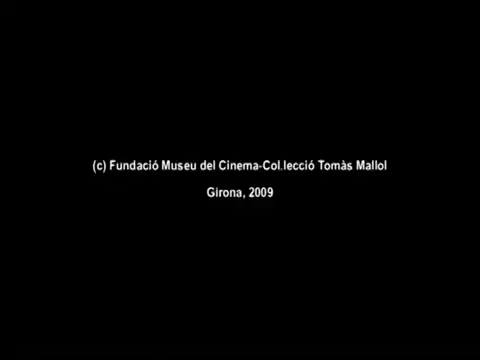 (c) Fundació Museu del Cinema-Col.lecció Tomàs Mallol
Girona, 2009